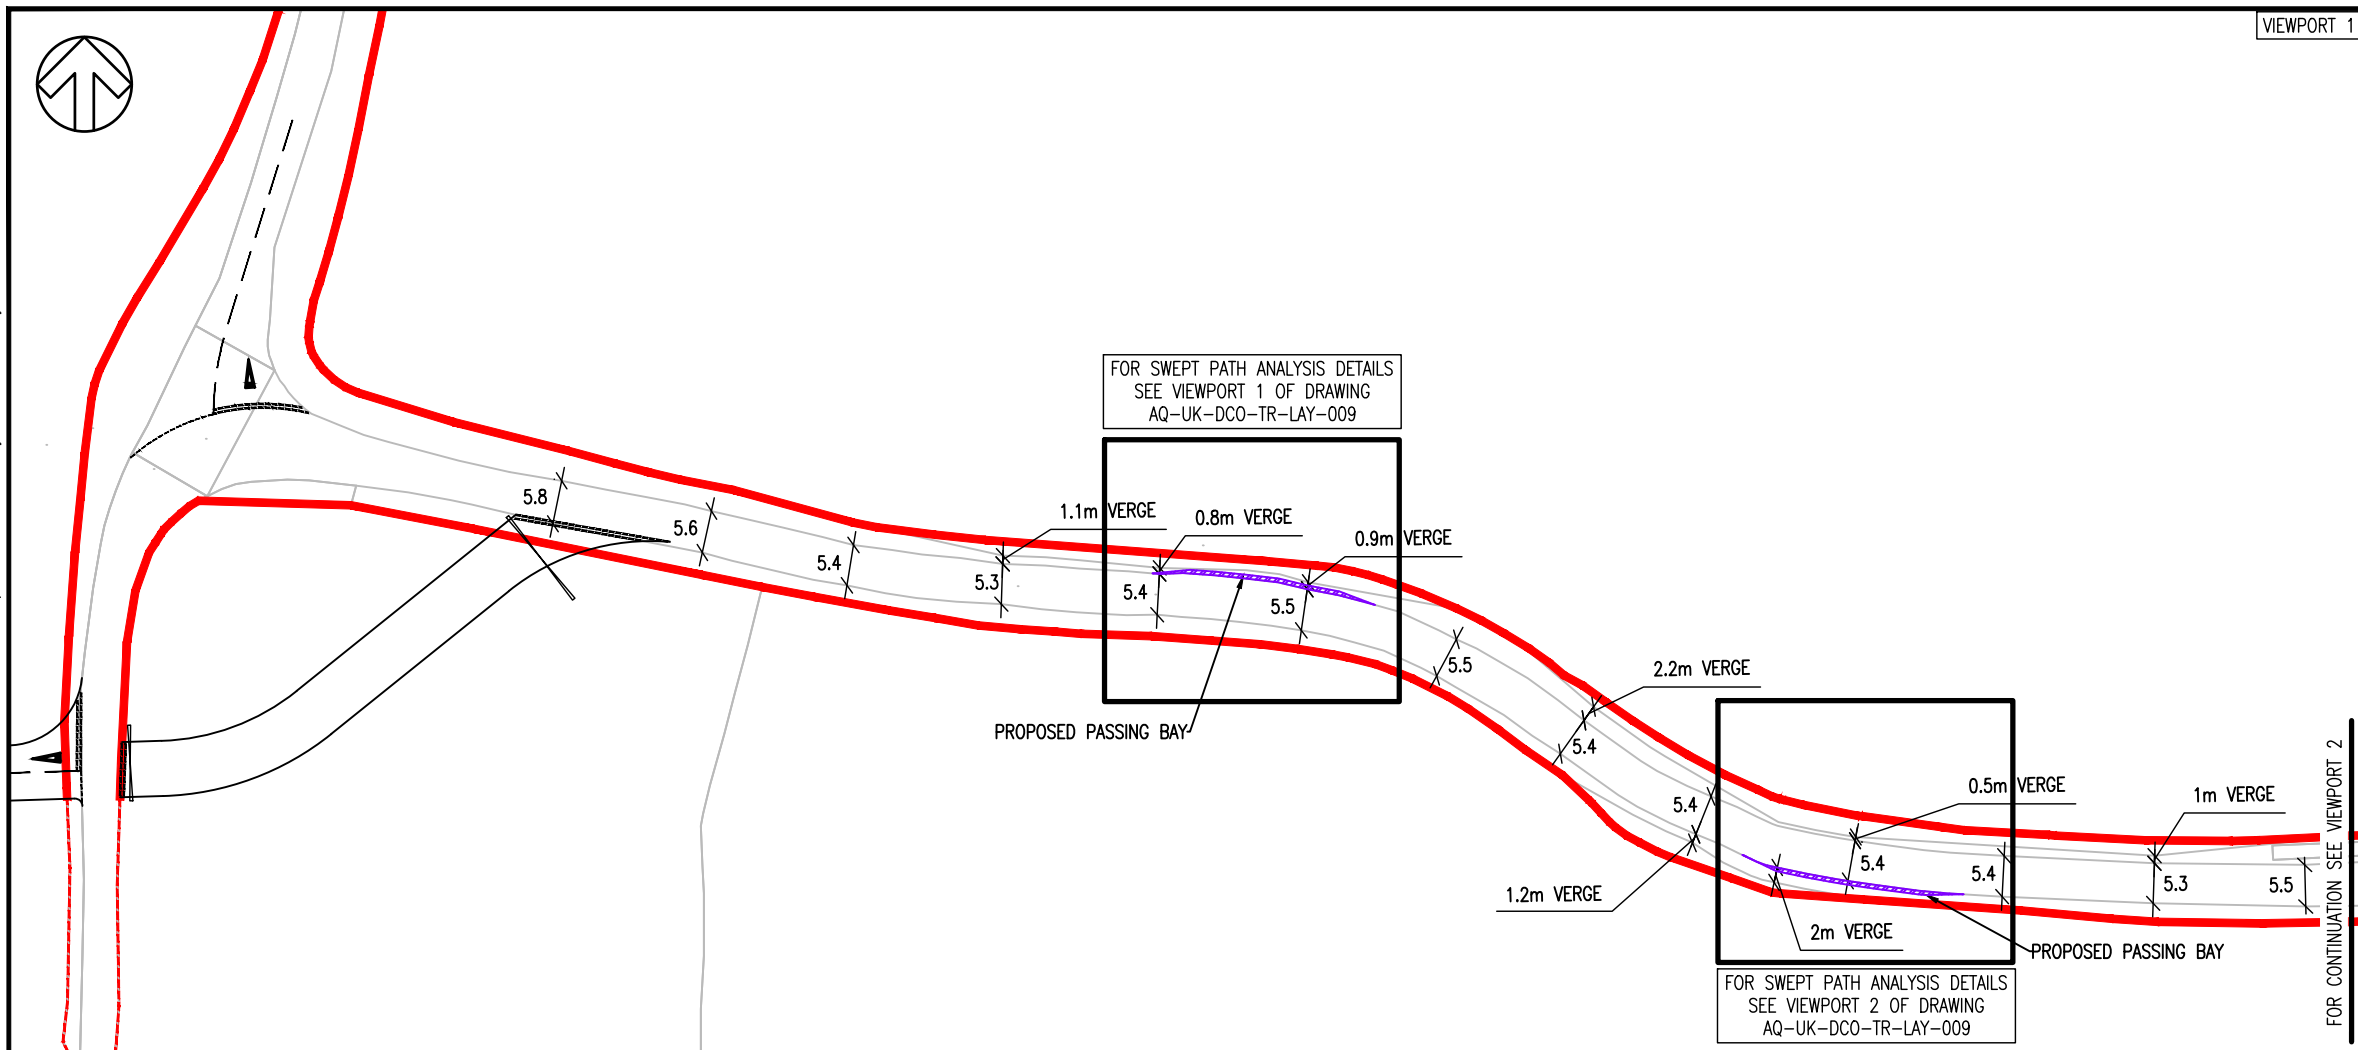 VIEWPORT 1
FOR SWEPT PATH ANALYSIS DETAILS
SEE VIEWPORT 1 OF DRAWING
AQ-UK-DCO-TR-LAY-009
5.8
5.6
5.4
5.3
1.1m VERGE
0.8m VERGE
0.9m VERGE
5.4
5.5
PROPOSED PASSING BAY
5.5
2.2m VERGE
5.4
5.4
1.2m VERGE
0.5m VERGE
5.4
5.4
2m VERGE
1m VERGE
5.3
5.5
PROPOSED PASSING BAY
FOR SWEPT PATH ANALYSIS DETAILS
SEE VIEWPORT 2 OF DRAWING
AQ-UK-DCO-TR-LAY-009
FOR CONTINUATION SEE VIEWPORT 2